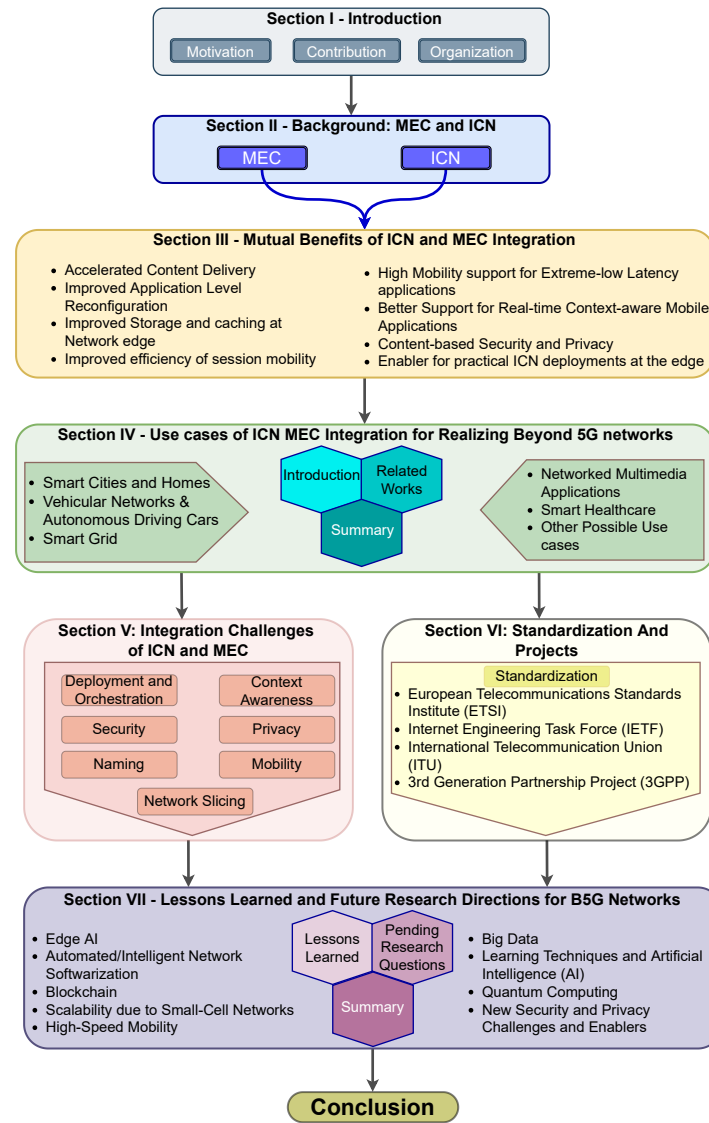 Section I - Introduction
Motivation
Contribution
Organization
Section II - Background: MEC and ICN
MEC
ICN
Section III - Mutual Benefits of ICN and MEC Integration
• Accelerated Content Delivery
• Improved Application Level
Reconfiguration
• Improved Storage and caching at
Network edge
• Improved efficiency of session mobility
• High Mobility support for Extreme-low Latency
applications
• Better Support for Real-time Context-aware Mobile
Applications
• Content-based Security and Privacy
• Enabler for practical ICN deployments at the edge
Section IV - Use cases of ICN MEC Integration for Realizing Beyond 5G networks
• Smart Cities and Homes
• Vehicular Networks &
Autonomous Driving Cars
• Smart Grid
Introduction
Related
Works
Summary
• Networked Multimedia
Applications
• Smart Healthcare
• Other Possible Use
cases
Section V: Integration Challenges
of ICN and MEC
Deployment and
Orchestration
Context
Awareness
Security
Privacy
Naming
Mobility
Network Slicing
Section VI: Standardization And
Projects
Standardization
• European Telecommunications Standards
Institute (ETSI)
• Internet Engineering Task Force (IETF)
• International Telecommunication Union
(ITU)
• 3rd Generation Partnership Project (3GPP)
Section VII - Lessons Learned and Future Research Directions for B5G Networks
• Edge AI
• Automated/Intelligent Network
Softwarization
• Blockchain
• Scalability due to Small-Cell Networks
• High-Speed Mobility
Lessons
Learned
Pending
Research
Questions
Summary
• Big Data
• Learning Techniques and Artificial
Intelligence (AI)
• Quantum Computing
• New Security and Privacy
Challenges and Enablers
Conclusion